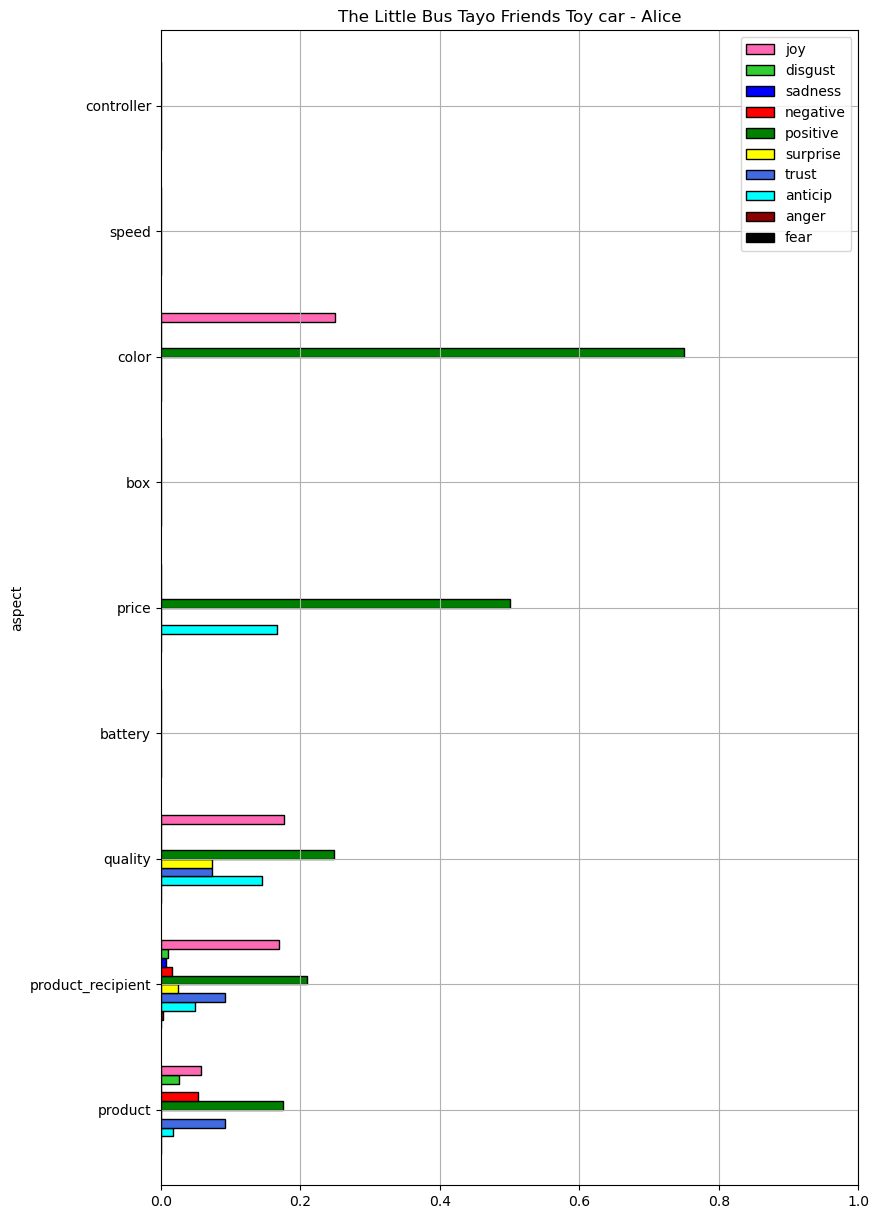 The Little Bus Tayo Friends Toy car - Alice
joy
disgust
sadness
negative
positive
surprise
trust
anticip
anger
fear
controller
speed
color
box
price
battery
quality
product_recipient
product
aspect
0.0 0.2 0.4 0.6 0.8 1.0